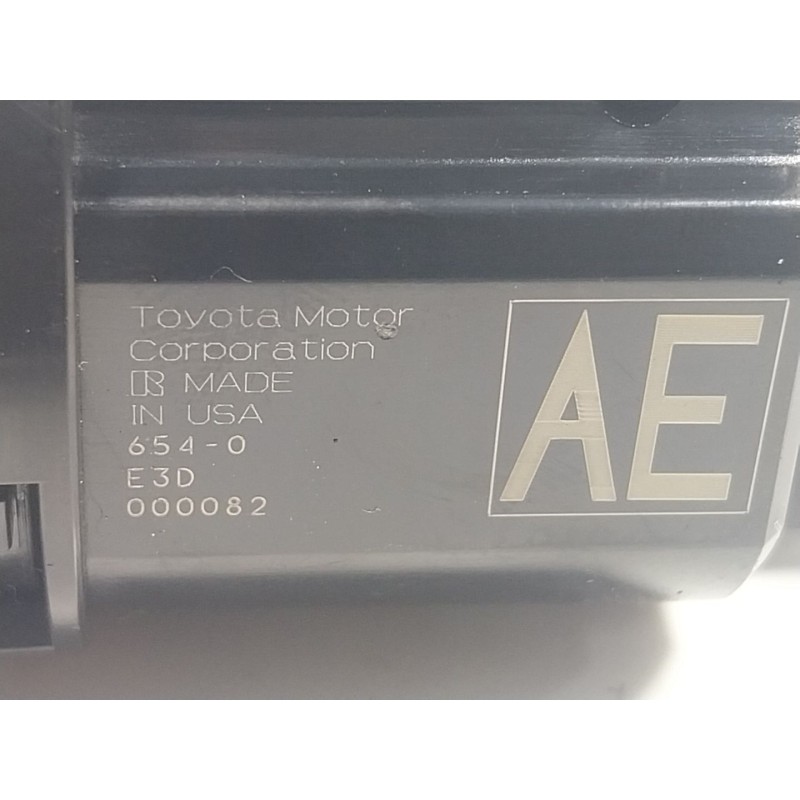 Toyota Motor
Corporation
R MADE
IN USA
654-0
E3D
000082
AE